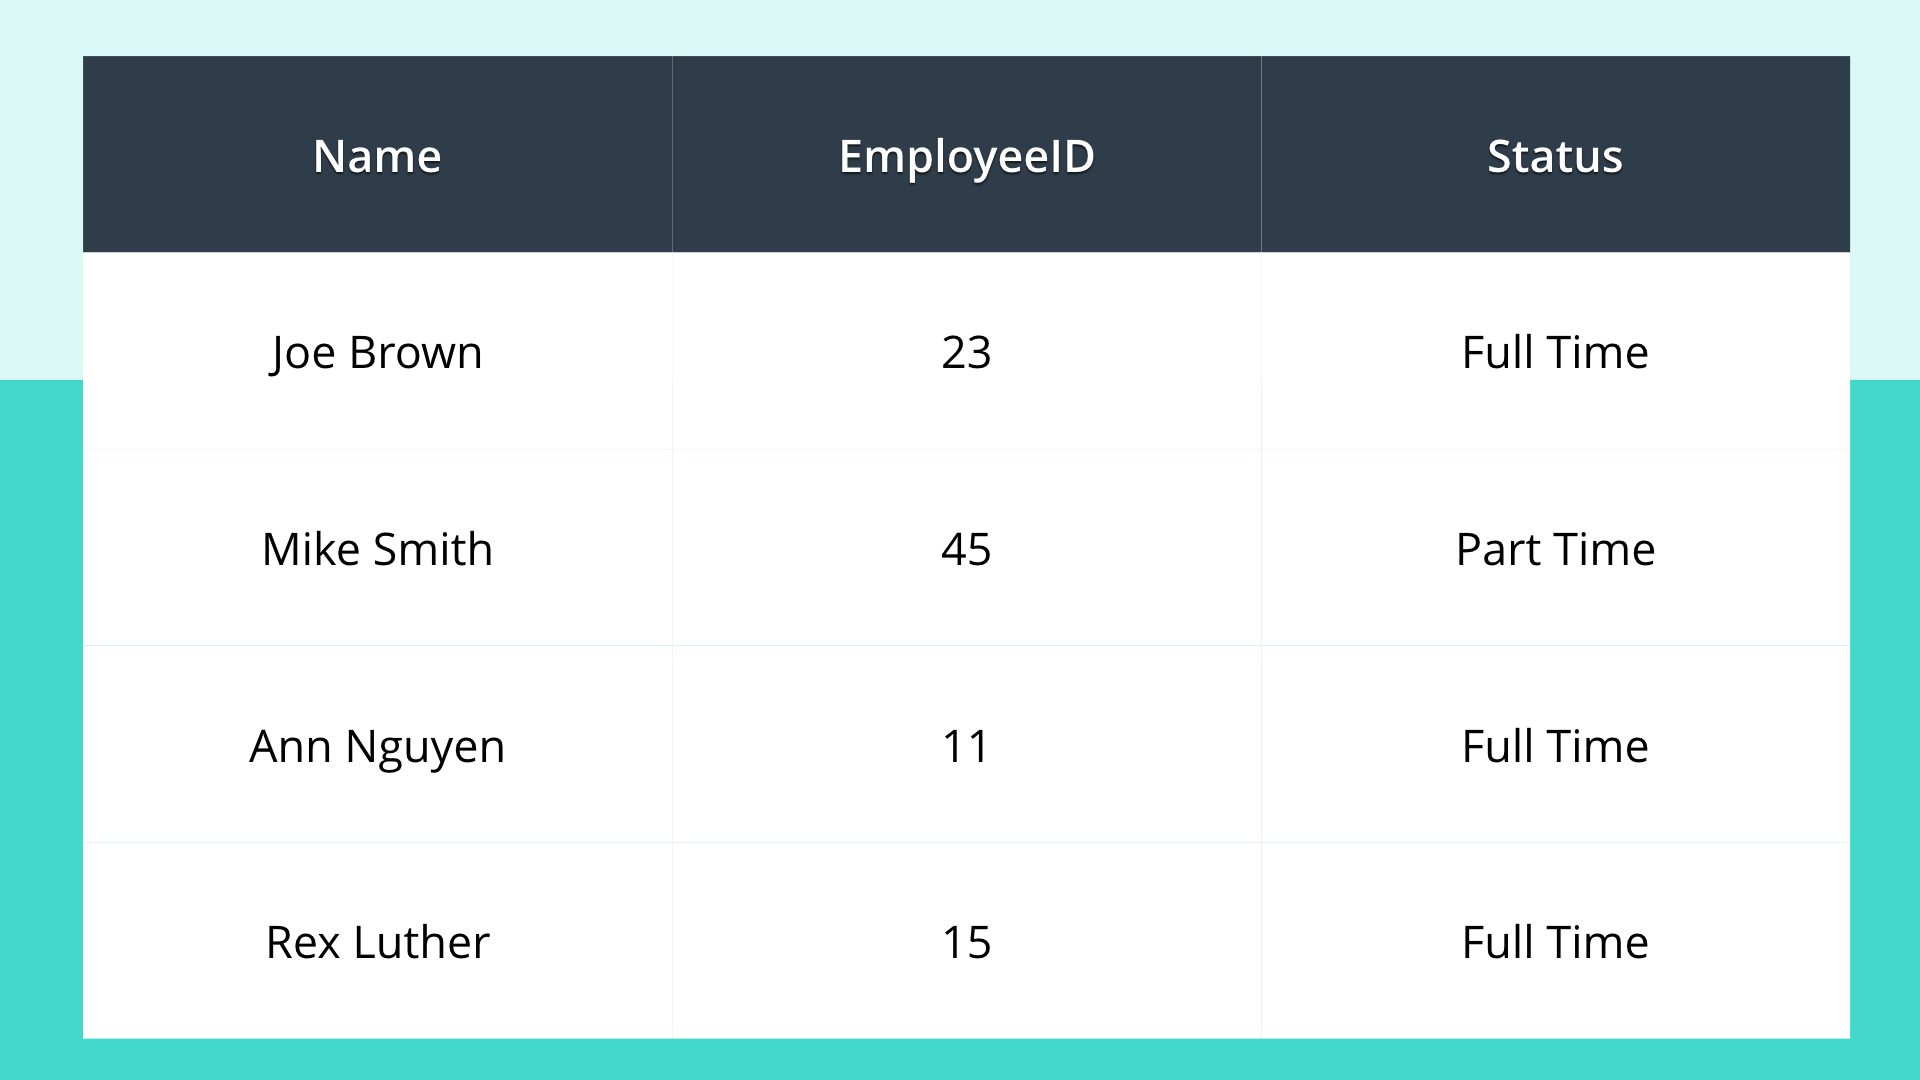 Name EmployeeID Status
Joe Brown 23 Full Time
Mike Smith 45 Part Time
Ann Nguyen 11 Full Time
Rex Luther 15 Full Time